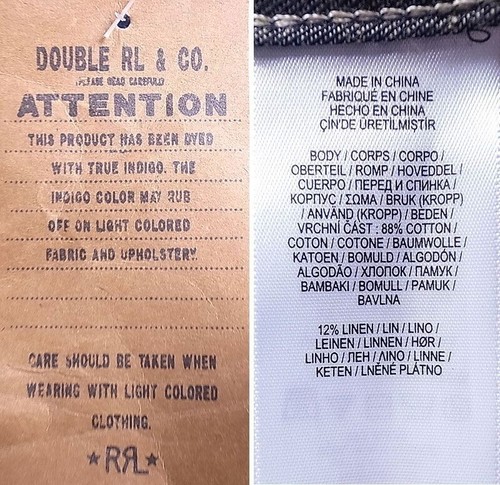 DOUBLE RL & CO.
PLEASE READ CAREFULLY
ATTENTION
THIS PRODUCT HAS BEEN DYED
WITH TRUE INDIGO. THE
INDIGO COLOR MAY RUB
OFF ON LIGHT COLORED
FABRIC AND UPHOLSTERY.
CARE SHOULD BE TAKEN WHEN
WEARING WITH LIGHT COLORED
CLOTHING.
★RRL★
MADE IN CHINA
FABRIQUÉ EN CHINE
HECHO EN CHINA
ÇIN'DE ÜRETİLMİŞTİR
BODY / CORPS / CORPO /
OBERTEIL / ROMP / HOVEDDEL /
CUERPO / ПЕРЕД И СПИНКА /
КОРПУС / ΣΩΜΑ / BRUK (KROPP)
/ ANVÄND (KROPP) / BEDEN /
VRCHNÍ ČÁST : 88% COTTON /
COTON / COTONE / BAUMWOLLE /
KATOEN / BOMULD / ALGODÓN /
ALGODÃO / ХЛОПОК / ПАМУК /
BAMBAKI / BOMULL / PAMUK /
BAVLNA
12% LINEN / LIN / LINO /
LEINEN / LINNEN / HØR /
LINHO / ЛЕН / ΛΙΝΟ / LINNE /
KETEN / LNĚNÉ PLÁTNO